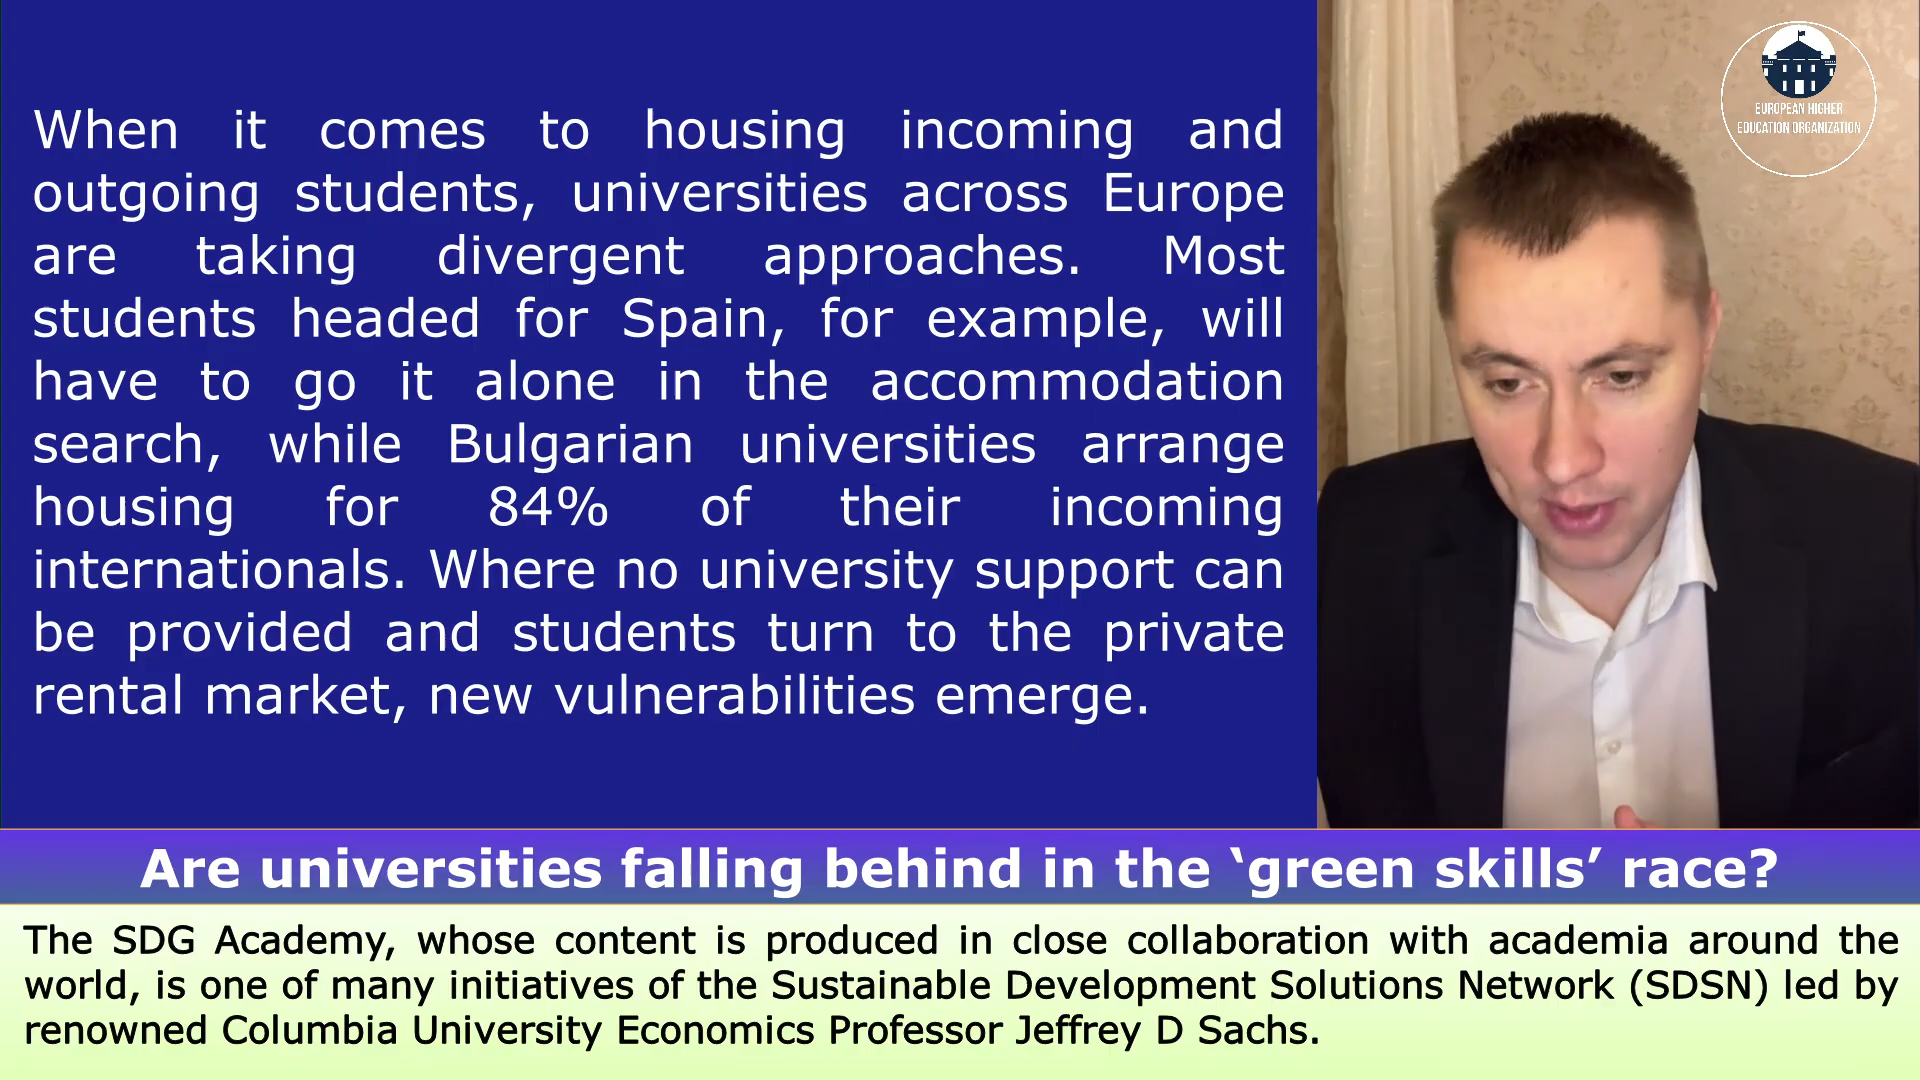 When it comes to housing incoming and
outgoing students, universities across Europe
are taking divergent approaches. Most
students headed for Spain, for example, will
have to go it alone in the accommodation
search, while Bulgarian universities arrange
housing for 84% of their incoming
internationals. Where no university support can
be provided and students turn to the private
rental market, new vulnerabilities emerge.
EUROPEAN HIGHER
EDUCATION ORGANIZATION
Are universities falling behind in the ‘green skills’ race?
The SDG Academy, whose content is produced in close collaboration with academia around the
world, is one of many initiatives of the Sustainable Development Solutions Network (SDSN) led by
renowned Columbia University Economics Professor Jeffrey D Sachs.